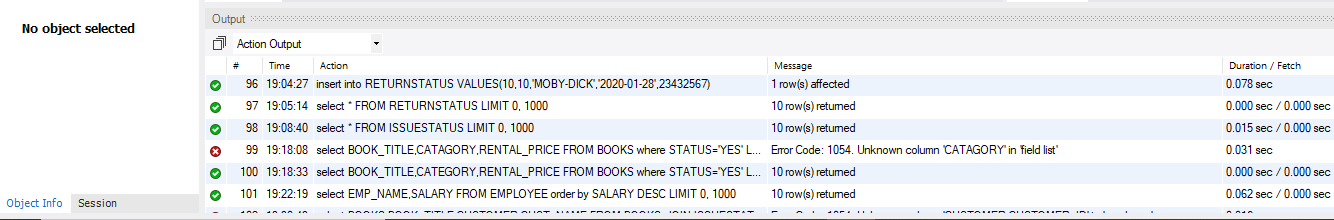 No object selected
Output
Action Output
# Time Action Message Duration / Fetch
96 19:04:27 insert into RETURNSTATUS VALUES(10,10,'MOBY-DICK','2020-01-28',23432567) 1 row(s) affected 0.078 sec
97 19:05:14 select * FROM RETURNSTATUS LIMIT 0, 1000 10 row(s) returned 0.000 sec / 0.000 sec
98 19:08:40 select * FROM ISSUESTATUS LIMIT 0, 1000 10 row(s) returned 0.015 sec / 0.000 sec
99 19:18:08 select BOOK_TITLE,CATAGORY,RENTAL_PRICE FROM BOOKS where STATUS='YES' L... Error Code: 1054. Unknown column 'CATAGORY' in 'field list' 0.031 sec
100 19:18:33 select BOOK_TITLE,CATEGORY,RENTAL_PRICE FROM BOOKS where STATUS='YES' L... 10 row(s) returned 0.000 sec / 0.000 sec
101 19:22:19 select EMP_NAME,SALARY FROM EMPLOYEE order by SALARY DESC LIMIT 0, 1000 10 row(s) returned 0.062 sec / 0.000 sec
Object Info Session